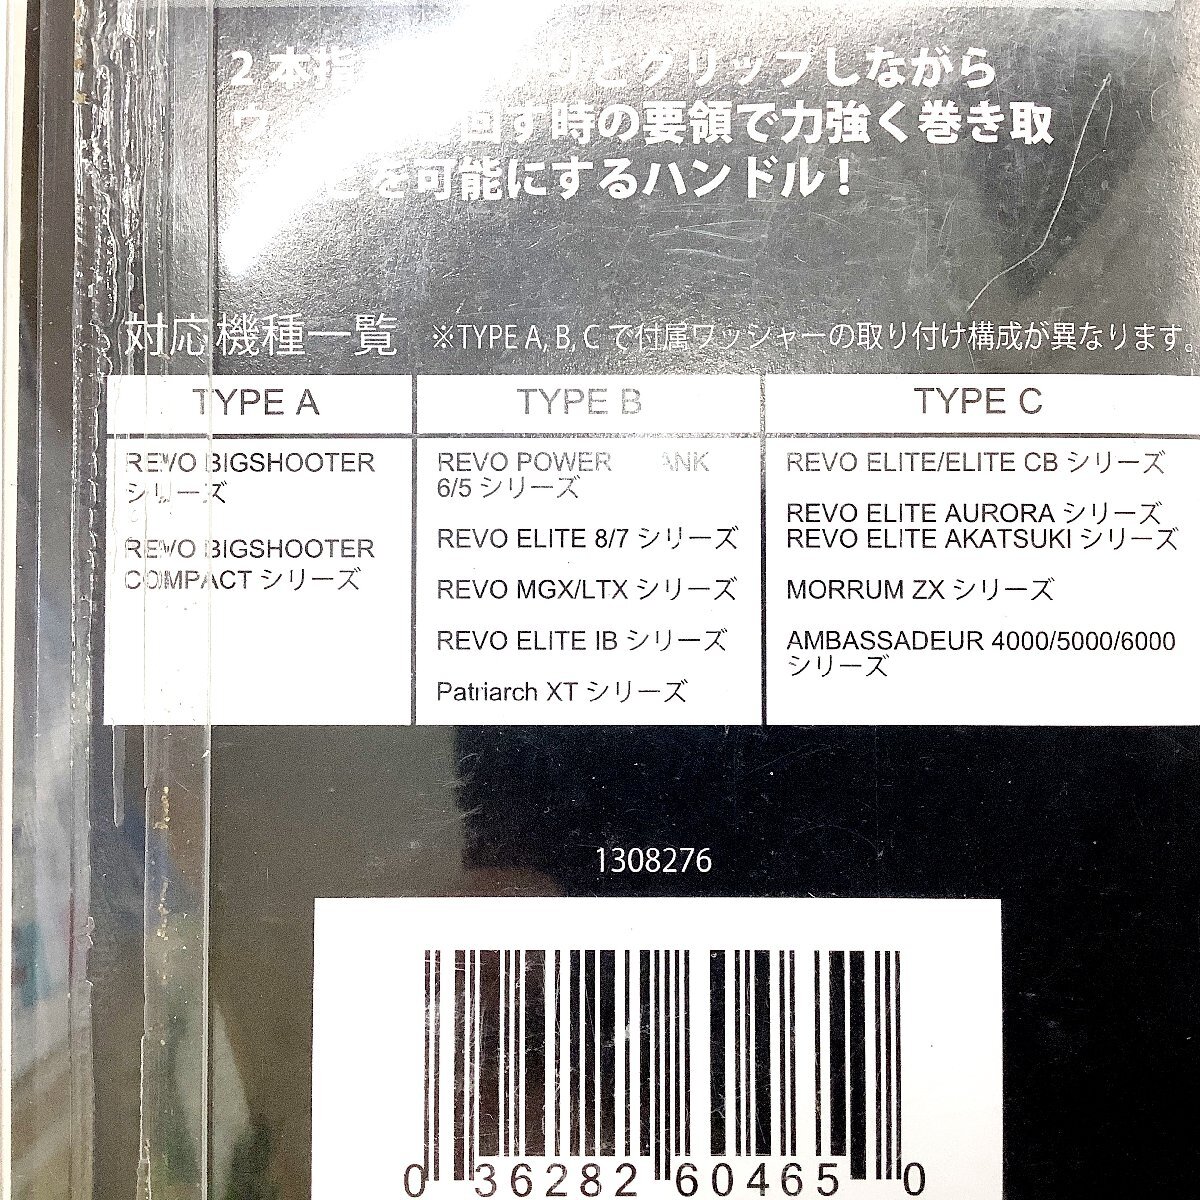 2本指 とグリップしながら
回す時の要領で力強く巻き取
を可能にするハンドル！
対応機種一覧 ※TYPE A, B, C で付属ワッシャーの取り付け構成が異なります。
TYPE A TYPE B TYPE C
REVO BIGSHOOTER
シリーズ
REVO BIGSHOOTER
COMPACT シリーズ
REVO POWER
6/5 シリーズ
REVO ELITE 8/7 シリーズ
REVO MGX/LTX シリーズ
REVO ELITE IB シリーズ
Patriarch XT シリーズ
REVO ELITE/ELITE CB シリーズ
REVO ELITE AURORA シリーズ
REVO ELITE AKATSUKI シリーズ
MORRUM ZX シリーズ
AMBASSADEUR 4000/5000/6000
シリーズ
1308276
0 36282 60465 0